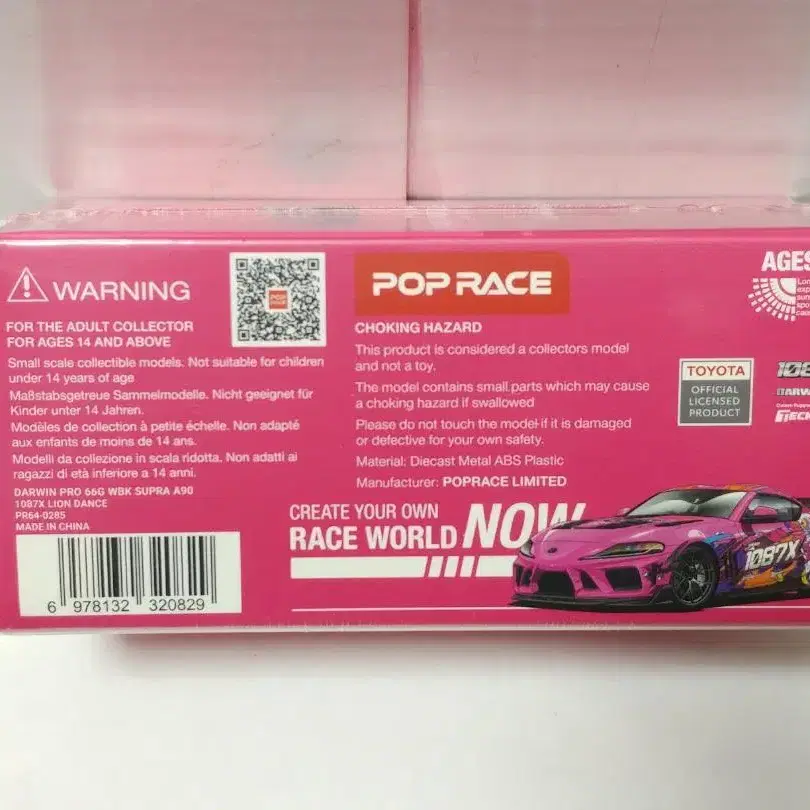 WARNING
FOR THE ADULT COLLECTOR
FOR AGES 14 AND ABOVE
Small scale collectible models. Not suitable for children
under 14 years of age
Maßstabsgetreue Sammelmodelle. Nicht geeignet für
Kinder unter 14 Jahren.
Modèles de collection à petite échelle. Non adapté
aux enfants de moins de 14 ans.
Modelli da collezione in scala ridotta. Non adatti ai
ragazzi di età inferiore a 14 anni.
DARWIN PRO 66G WBK SUPRA A90
1087X LION DANCE
PR64-0285
MADE IN CHINA
6 978132 320829
POP RACE
POP RACE
CHOKING HAZARD
This product is considered a collectors model
and not a toy.
The model contains small parts which may cause
a choking hazard if swallowed
Please do not touch the model if it is damaged
or defective for your own safety.
Material: Diecast Metal ABS Plastic
Manufacturer: POPRACE LIMITED
CREATE YOUR OWN
RACE WORLD NOW
AGES
TOYOTA
OFFICIAL
LICENSED
PRODUCT
1087X